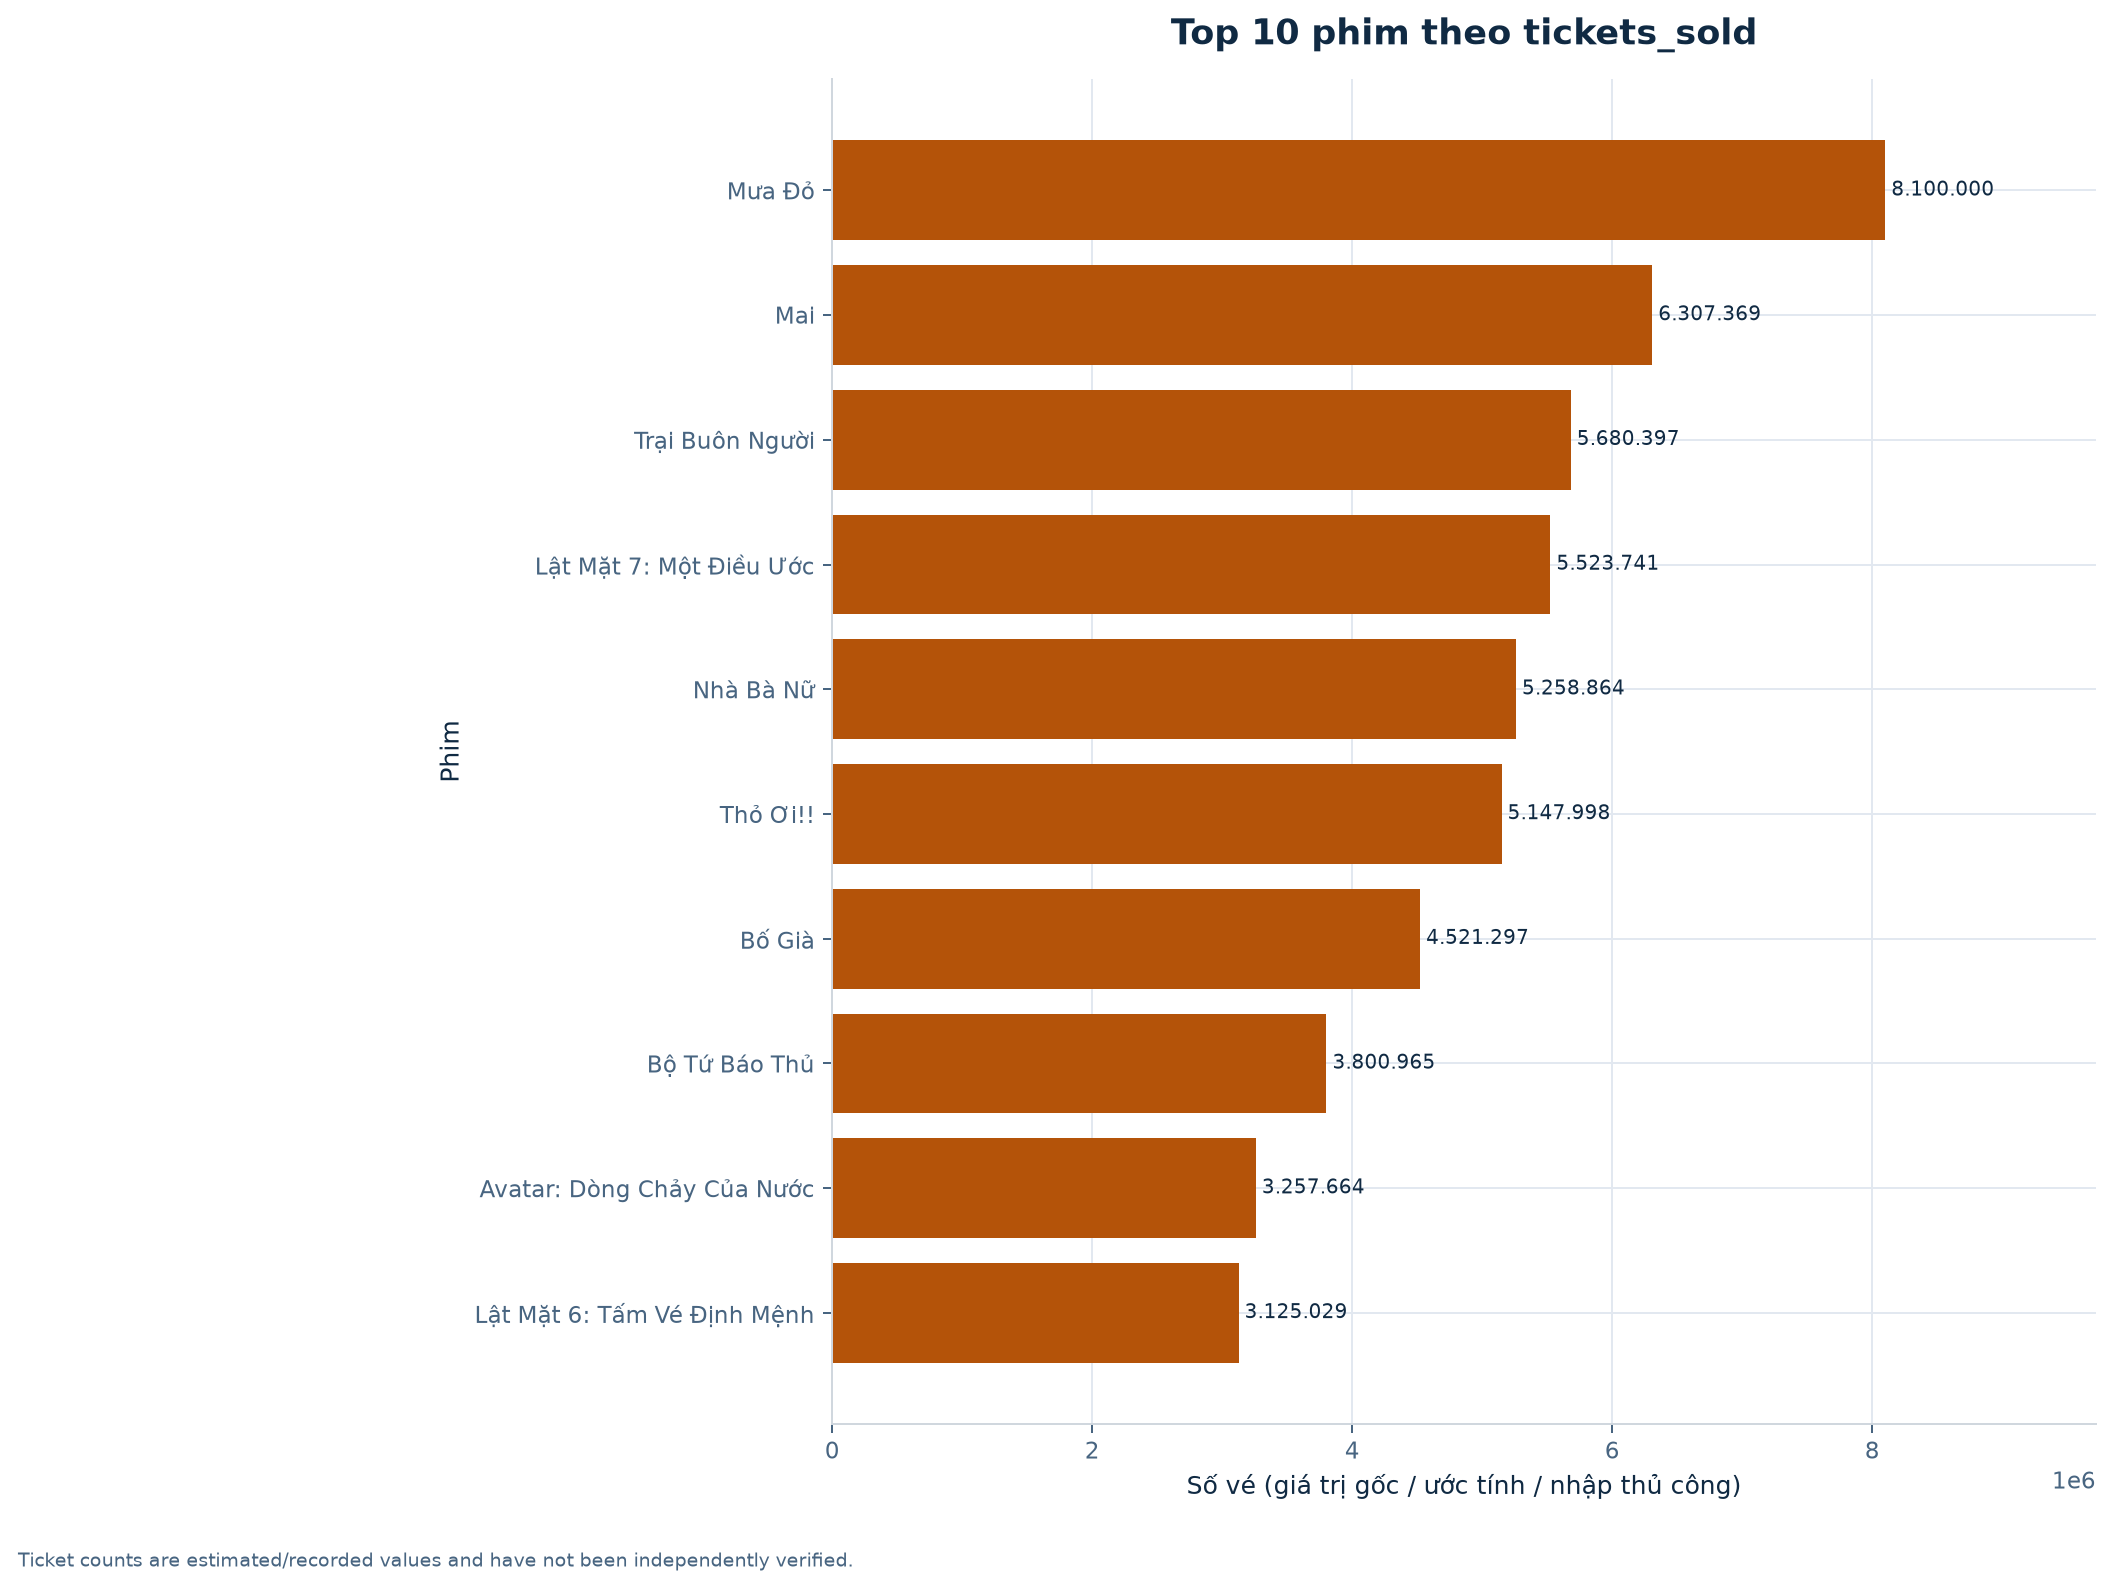 Top 10 phim theo tickets_sold
Phim
Mưa Đỏ 8.100.000
Mai 6.307.369
Trại Buôn Người 5.680.397
Lật Mặt 7: Một Điều Ước 5.523.741
Nhà Bà Nữ 5.258.864
Thỏ Ơi!! 5.147.998
Bố Già 4.521.297
Bộ Tứ Báo Thủ 3.800.965
Avatar: Dòng Chảy Của Nước 3.257.664
Lật Mặt 6: Tấm Vé Định Mệnh 3.125.029
0 2 4 6 8
1e6
Số vé (giá trị gốc / ước tính / nhập thủ công)
Ticket counts are estimated/recorded values and have not been independently verified.